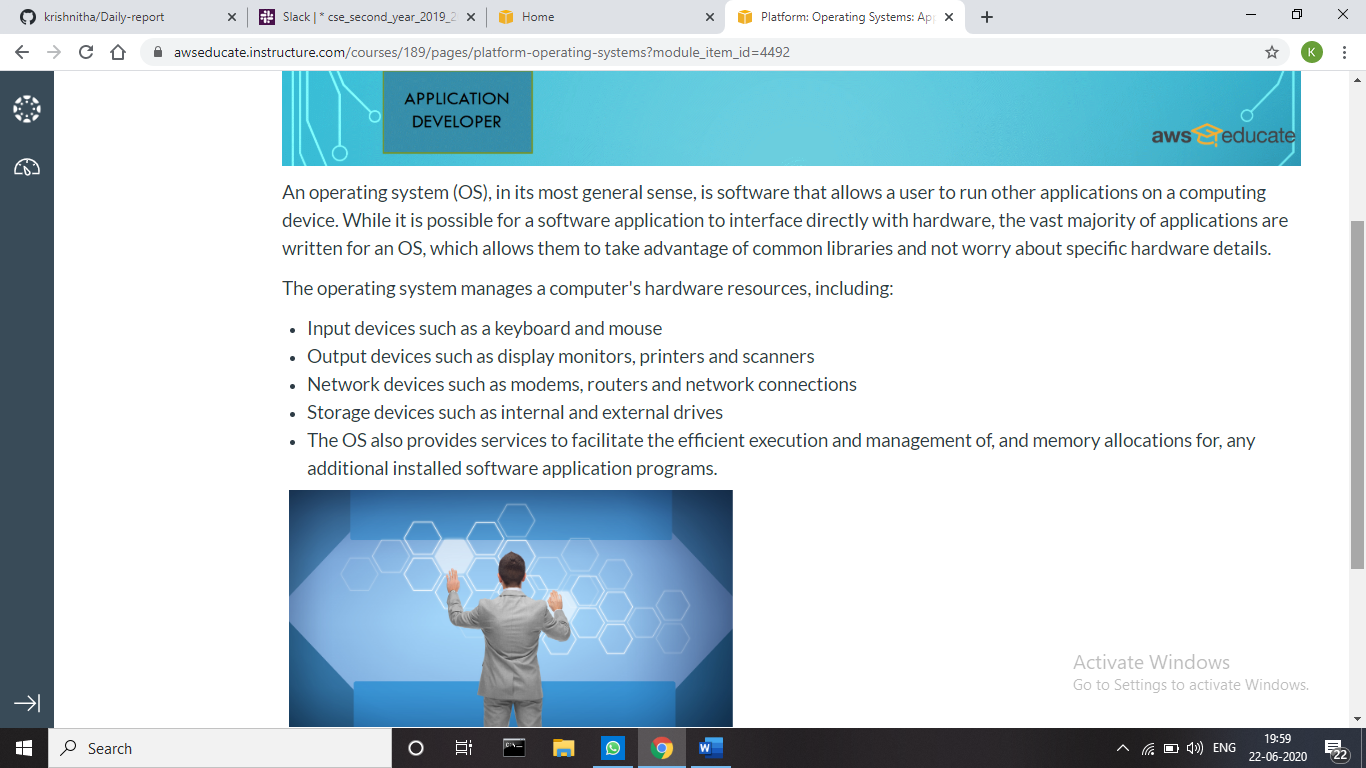 krishnitha/Daily-report
Slack | * cse_second_year_2019_2
Home
Platform: Operating Systems: Ap
awseducate.instructure.com/courses/189/pages/platform-operating-systems?module_item_id=4492
K
APPLICATION
DEVELOPER
aws educate
An operating system (OS), in its most general sense, is software that allows a user to run other applications on a computing
device. While it is possible for a software application to interface directly with hardware, the vast majority of applications are
written for an OS, which allows them to take advantage of common libraries and not worry about specific hardware details.
The operating system manages a computer's hardware resources, including:
• Input devices such as a keyboard and mouse
• Output devices such as display monitors, printers and scanners
• Network devices such as modems, routers and network connections
• Storage devices such as internal and external drives
• The OS also provides services to facilitate the efficient execution and management of, and memory allocations for, any
additional installed software application programs.
Activate Windows
Go to Settings to activate Windows.
Search
ENG
19:59
22-06-2020
22